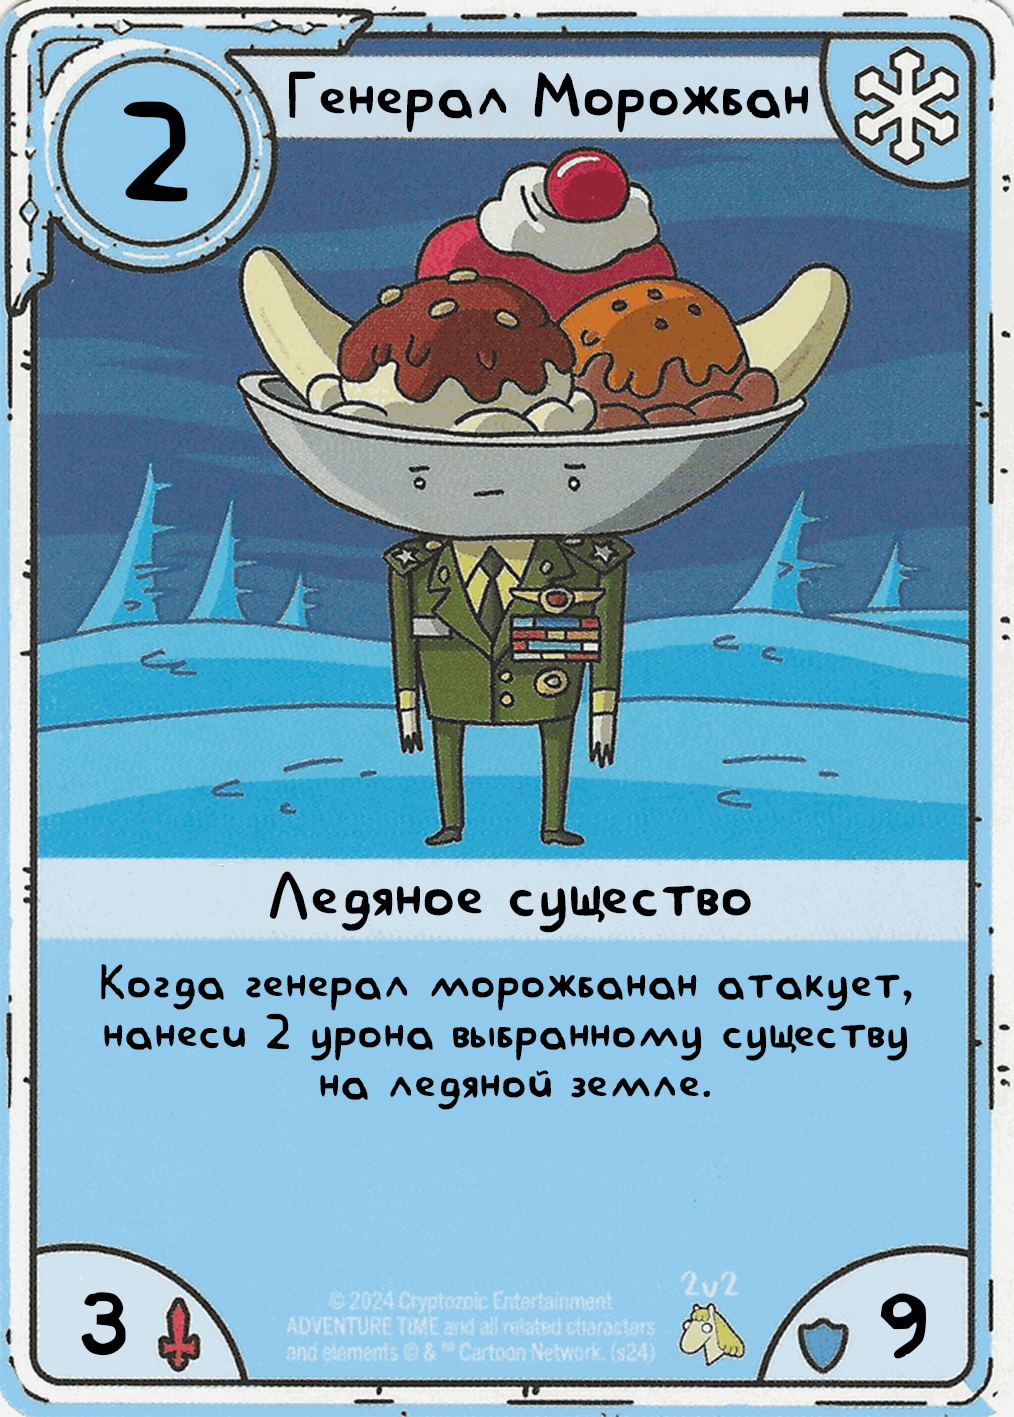 2
Генерал Морожбан
Ледяное существо
Когда генерал морожбанан атакует,
нанеси 2 урона выбранному существу
на ледяной земле.
3
2v2
9
© 2024 Cryptozoic Entertainment
ADVENTURE TIME and all related characters
and elements © & ™ Cartoon Network. (s24)